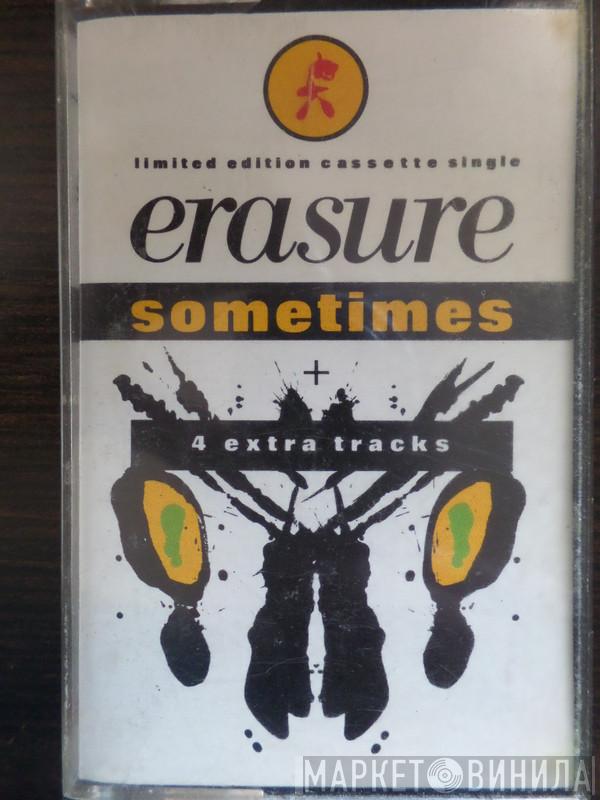 limited edition cassette single
erasure
sometimes
+
4 extra tracks
МАРКЕТ ВИНИЛА